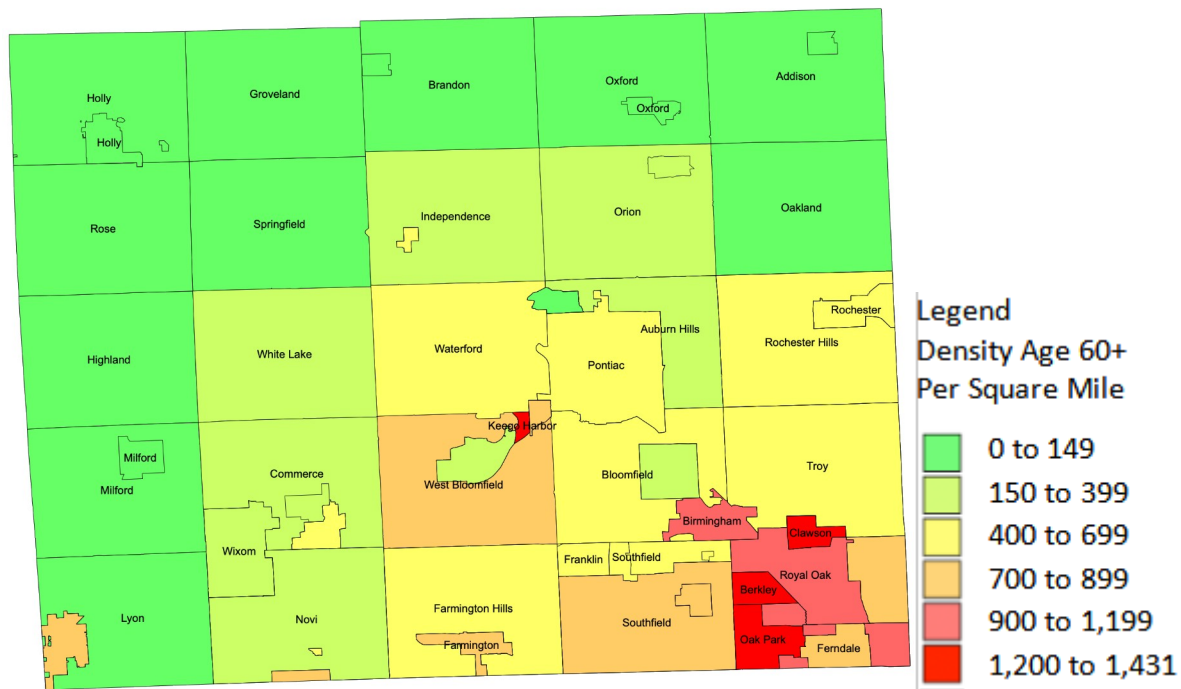 Holly
Groveland
Brandon
Oxford
Addison
Oxford
Holly
Rose
Springfield
Independence
Orion
Oakland
Highland
White Lake
Waterford
Pontiac
Auburn Hills
Rochester Hills
Rochester
Milford
Milford
Commerce
Keego Harbor
West Bloomfield
Bloomfield
Troy
Wixom
Birmingham
Clawson
Franklin
Southfield
Royal Oak
Berkley
Lyon
Novi
Farmington Hills
Farmington
Southfield
Oak Park
Ferndale
Legend
Density Age 60+
Per Square Mile
0 to 149
150 to 399
400 to 699
700 to 899
900 to 1,199
1,200 to 1,431